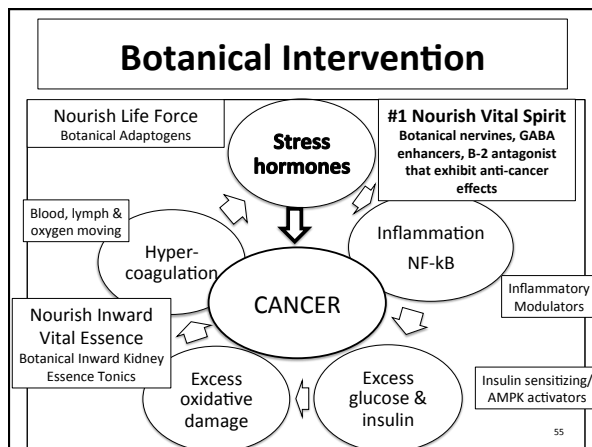 Botanical Intervention
Nourish Life Force
Botanical Adaptogens
Stress
hormones
#1 Nourish Vital Spirit
Botanical nervines, GABA
enhancers, B-2 antagonist
that exhibit anti-cancer
effects
Blood, lymph &
oxygen moving
Hyper-
coagulation
Inflammation
NF-kB
CANCER
Inflammatory
Modulators
Nourish Inward
Vital Essence
Botanical Inward Kidney
Essence Tonics
Excess
oxidative
damage
Excess
glucose &
insulin
Insulin sensitizing/
AMPK activators
55